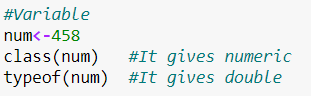 #Variable
num<-458
class(num)   #It gives numeric
typeof(num)  #It gives double